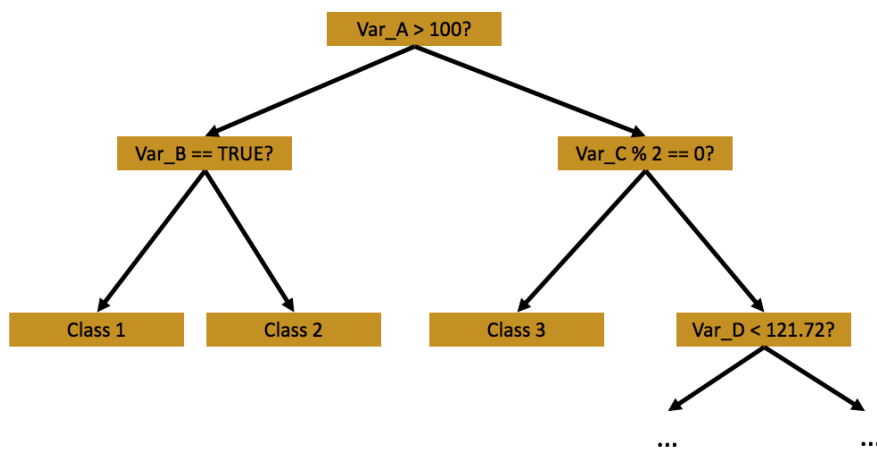 Var_A > 100?
Var_B == TRUE?
Var_C % 2 == 0?
Class 1
Class 2
Class 3
Var_D < 121.72?
...
...